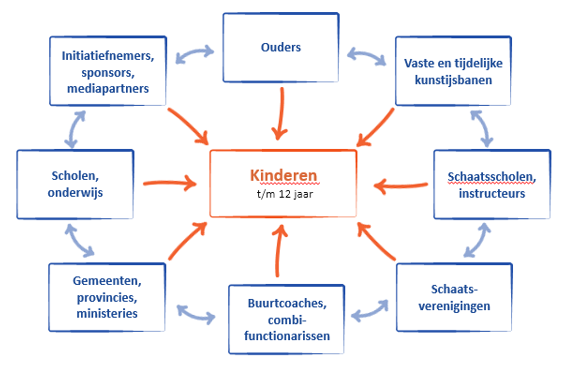 Ouders
Initiatiefnemers,
sponsors,
mediapartners
Vaste en tijdelijke
kunstijsbanen
Scholen,
onderwijs
Kinderen
t/m 12 jaar
Schaatsscholen,
instructeurs
Gemeenten,
provincies,
ministeries
Buurtcoaches,
combi-
functionarissen
Schaats-
verenigingen